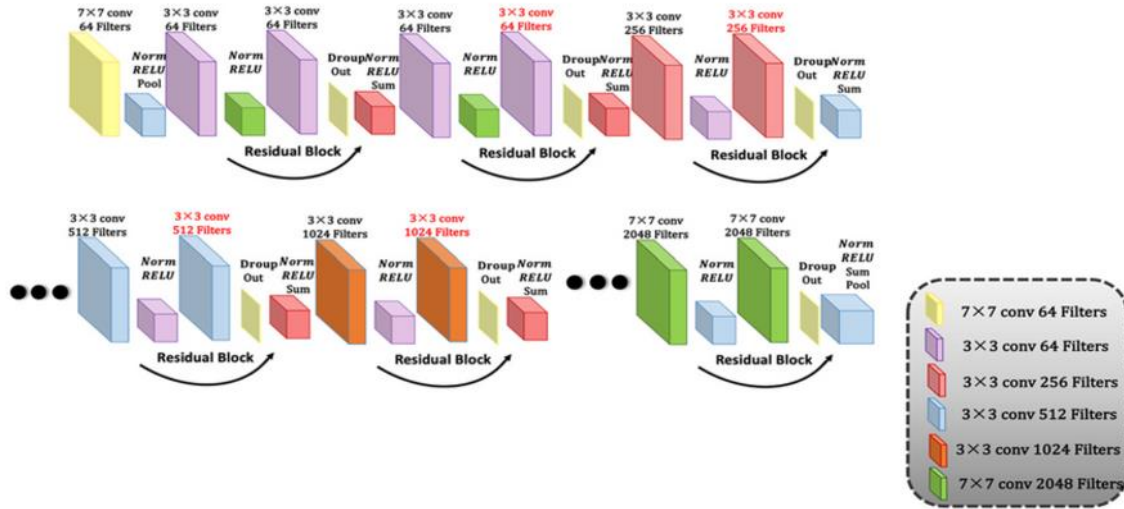 7×7 conv
64 Filters
Norm
RELU
Pool
3×3 conv
64 Filters
Norm
RELU
3×3 conv
64 Filters
Droup
Out
Norm
RELU
Sum
Residual Block
3×3 conv
64 Filters
Norm
RELU
3×3 conv
64 Filters
Droup
Out
Norm
RELU
Sum
Residual Block
3×3 conv
256 Filters
Norm
RELU
3×3 conv
256 Filters
Droup
Out
Norm
RELU
Sum
Residual Block
3×3 conv
512 Filters
Norm
RELU
3×3 conv
512 Filters
Droup
Out
Norm
RELU
Sum
Residual Block
3×3 conv
1024 Filters
Norm
RELU
3×3 conv
1024 Filters
Droup
Out
Norm
RELU
Sum
Residual Block
7×7 conv
2048 Filters
Norm
RELU
7×7 conv
2048 Filters
Droup
Out
Norm
RELU
Sum
Pool
Residual Block
7×7 conv 64 Filters
3×3 conv 64 Filters
3×3 conv 256 Filters
3×3 conv 512 Filters
3×3 conv 1024 Filters
7×7 conv 2048 Filters